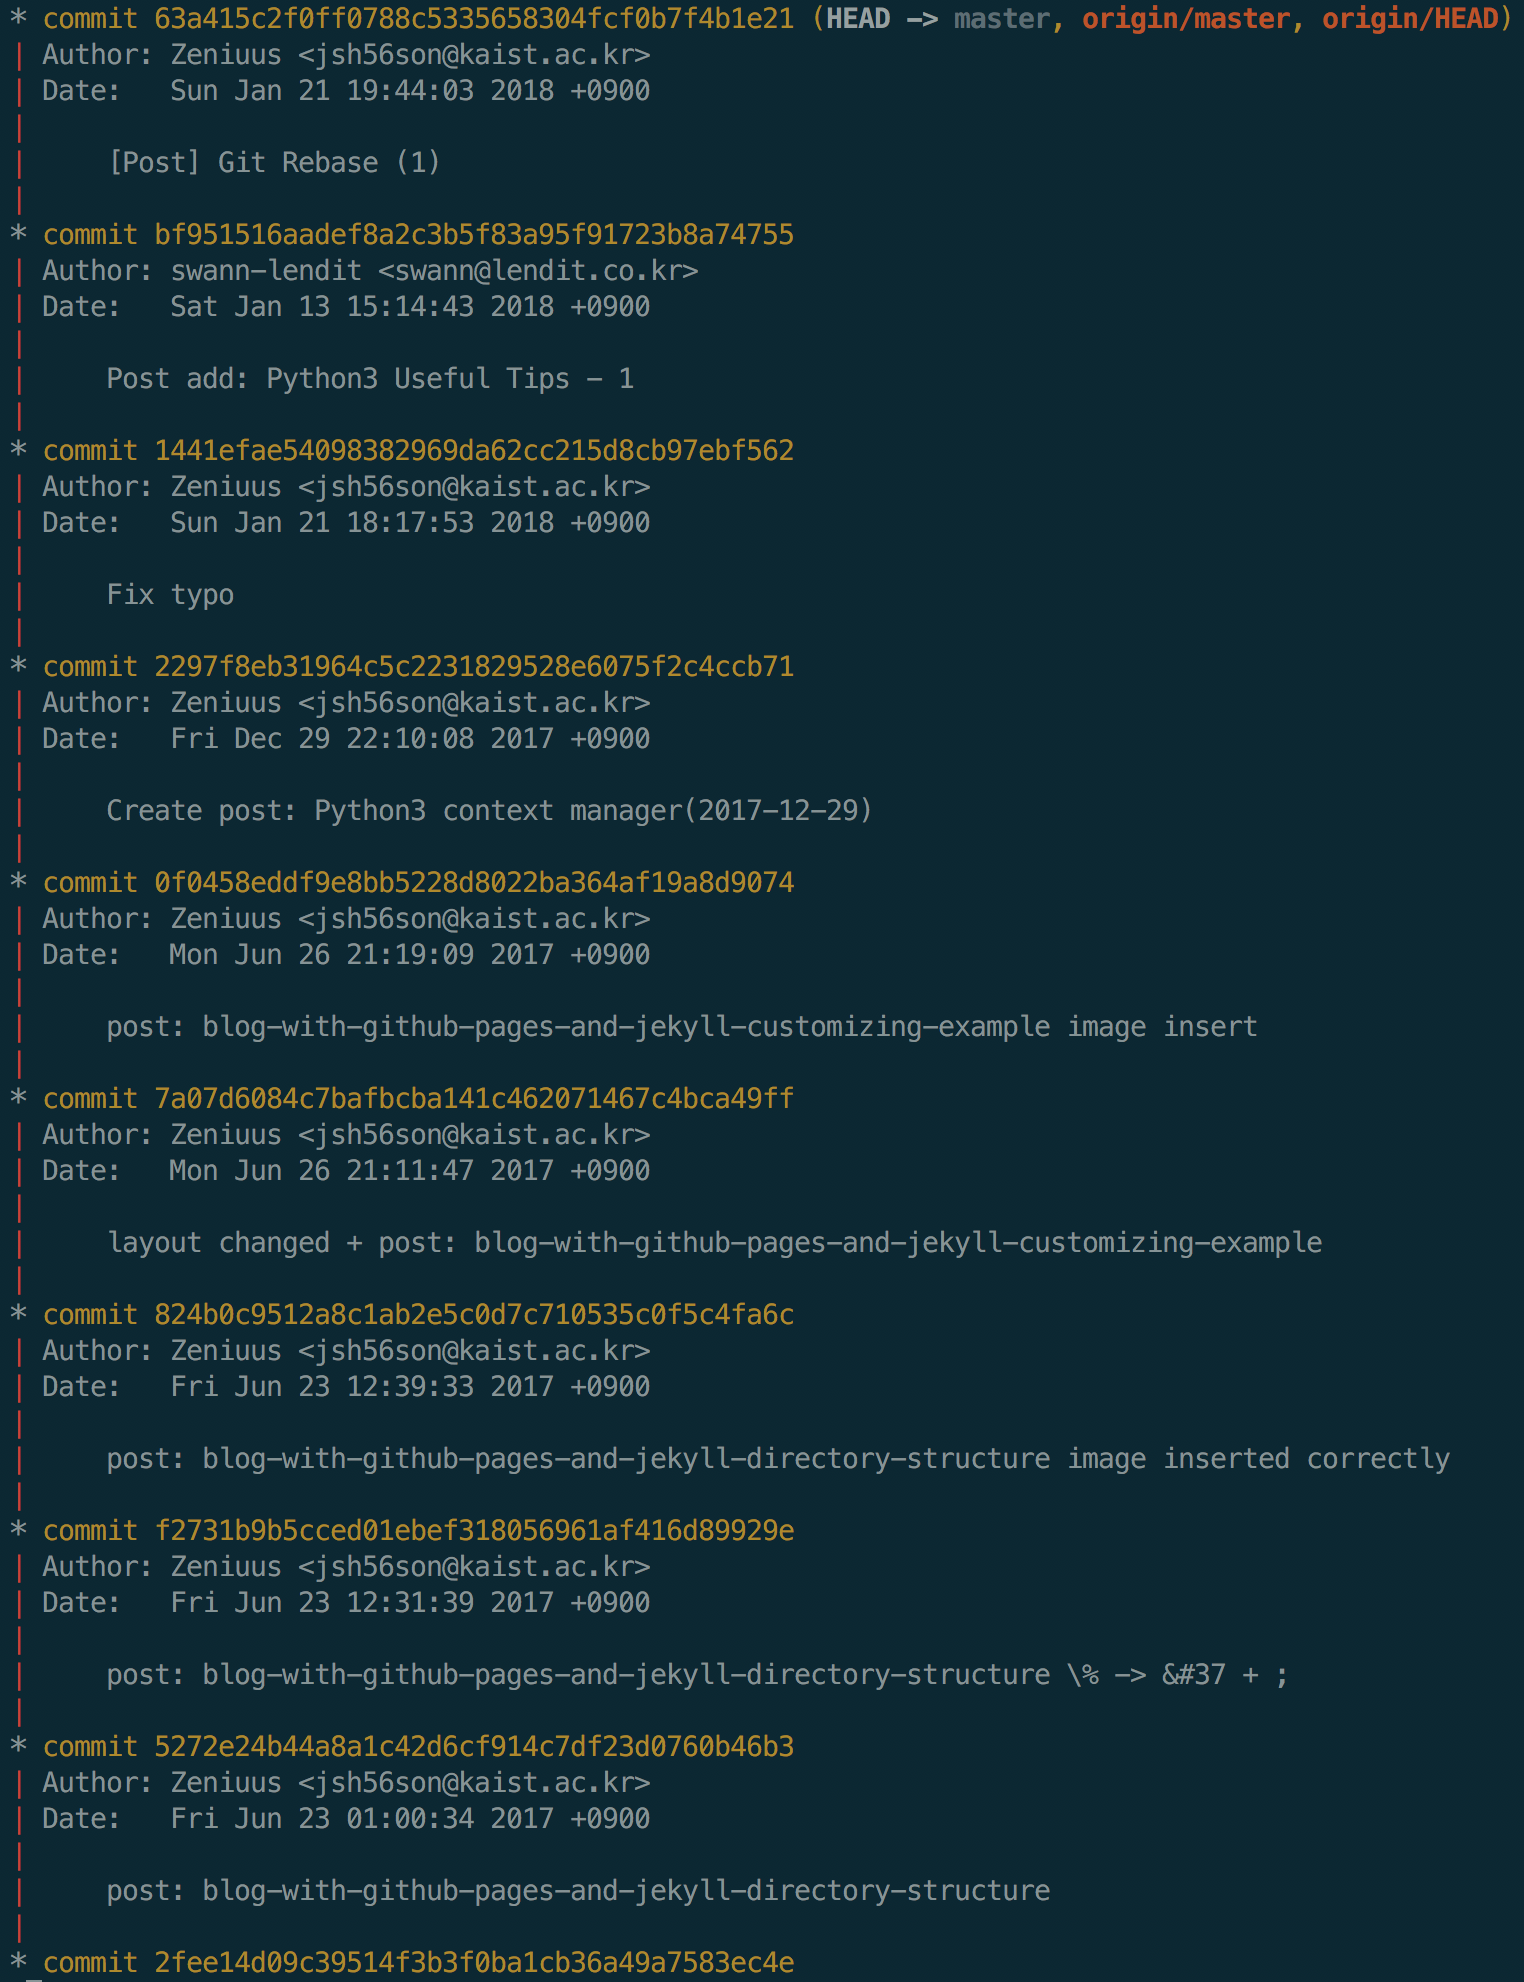 * commit 63a415c2f0ff0788c5335658304fcf0b7f4b1e21 (HEAD -> master, origin/master, origin/HEAD)
| Author: Zeniuus <jsh56son@kaist.ac.kr>
| Date:   Sun Jan 21 19:44:03 2018 +0900
|
|     [Post] Git Rebase (1)
|
* commit bf951516aadef8a2c3b5f83a95f91723b8a74755
| Author: swann-lendit <swann@lendit.co.kr>
| Date:   Sat Jan 13 15:14:43 2018 +0900
|
|     Post add: Python3 Useful Tips - 1
|
* commit 1441efae54098382969da62cc215d8cb97ebf562
| Author: Zeniuus <jsh56son@kaist.ac.kr>
| Date:   Sun Jan 21 18:17:53 2018 +0900
|
|     Fix typo
|
* commit 2297f8eb31964c5c2231829528e6075f2c4ccb71
| Author: Zeniuus <jsh56son@kaist.ac.kr>
| Date:   Fri Dec 29 22:10:08 2017 +0900
|
|     Create post: Python3 context manager(2017-12-29)
|
* commit 0f0458eddf9e8bb5228d8022ba364af19a8d9074
| Author: Zeniuus <jsh56son@kaist.ac.kr>
| Date:   Mon Jun 26 21:19:09 2017 +0900
|
|     post: blog-with-github-pages-and-jekyll-customizing-example image insert
|
* commit 7a07d6084c7bafbcba141c462071467c4bca49ff
| Author: Zeniuus <jsh56son@kaist.ac.kr>
| Date:   Mon Jun 26 21:11:47 2017 +0900
|
|     layout changed + post: blog-with-github-pages-and-jekyll-customizing-example
|
* commit 824b0c9512a8c1ab2e5c0d7c710535c0f5c4fa6c
| Author: Zeniuus <jsh56son@kaist.ac.kr>
| Date:   Fri Jun 23 12:39:33 2017 +0900
|
|     post: blog-with-github-pages-and-jekyll-directory-structure image inserted correctly
|
* commit f2731b9b5cced01ebef318056961af416d89929e
| Author: Zeniuus <jsh56son@kaist.ac.kr>
| Date:   Fri Jun 23 12:31:39 2017 +0900
|
|     post: blog-with-github-pages-and-jekyll-directory-structure \% -> &#37 + ;
|
* commit 5272e24b44a8a1c42d6cf914c7df23d0760b46b3
| Author: Zeniuus <jsh56son@kaist.ac.kr>
| Date:   Fri Jun 23 01:00:34 2017 +0900
|
|     post: blog-with-github-pages-and-jekyll-directory-structure
|
* commit 2fee14d09c39514f3b3f0ba1cb36a49a7583ec4e